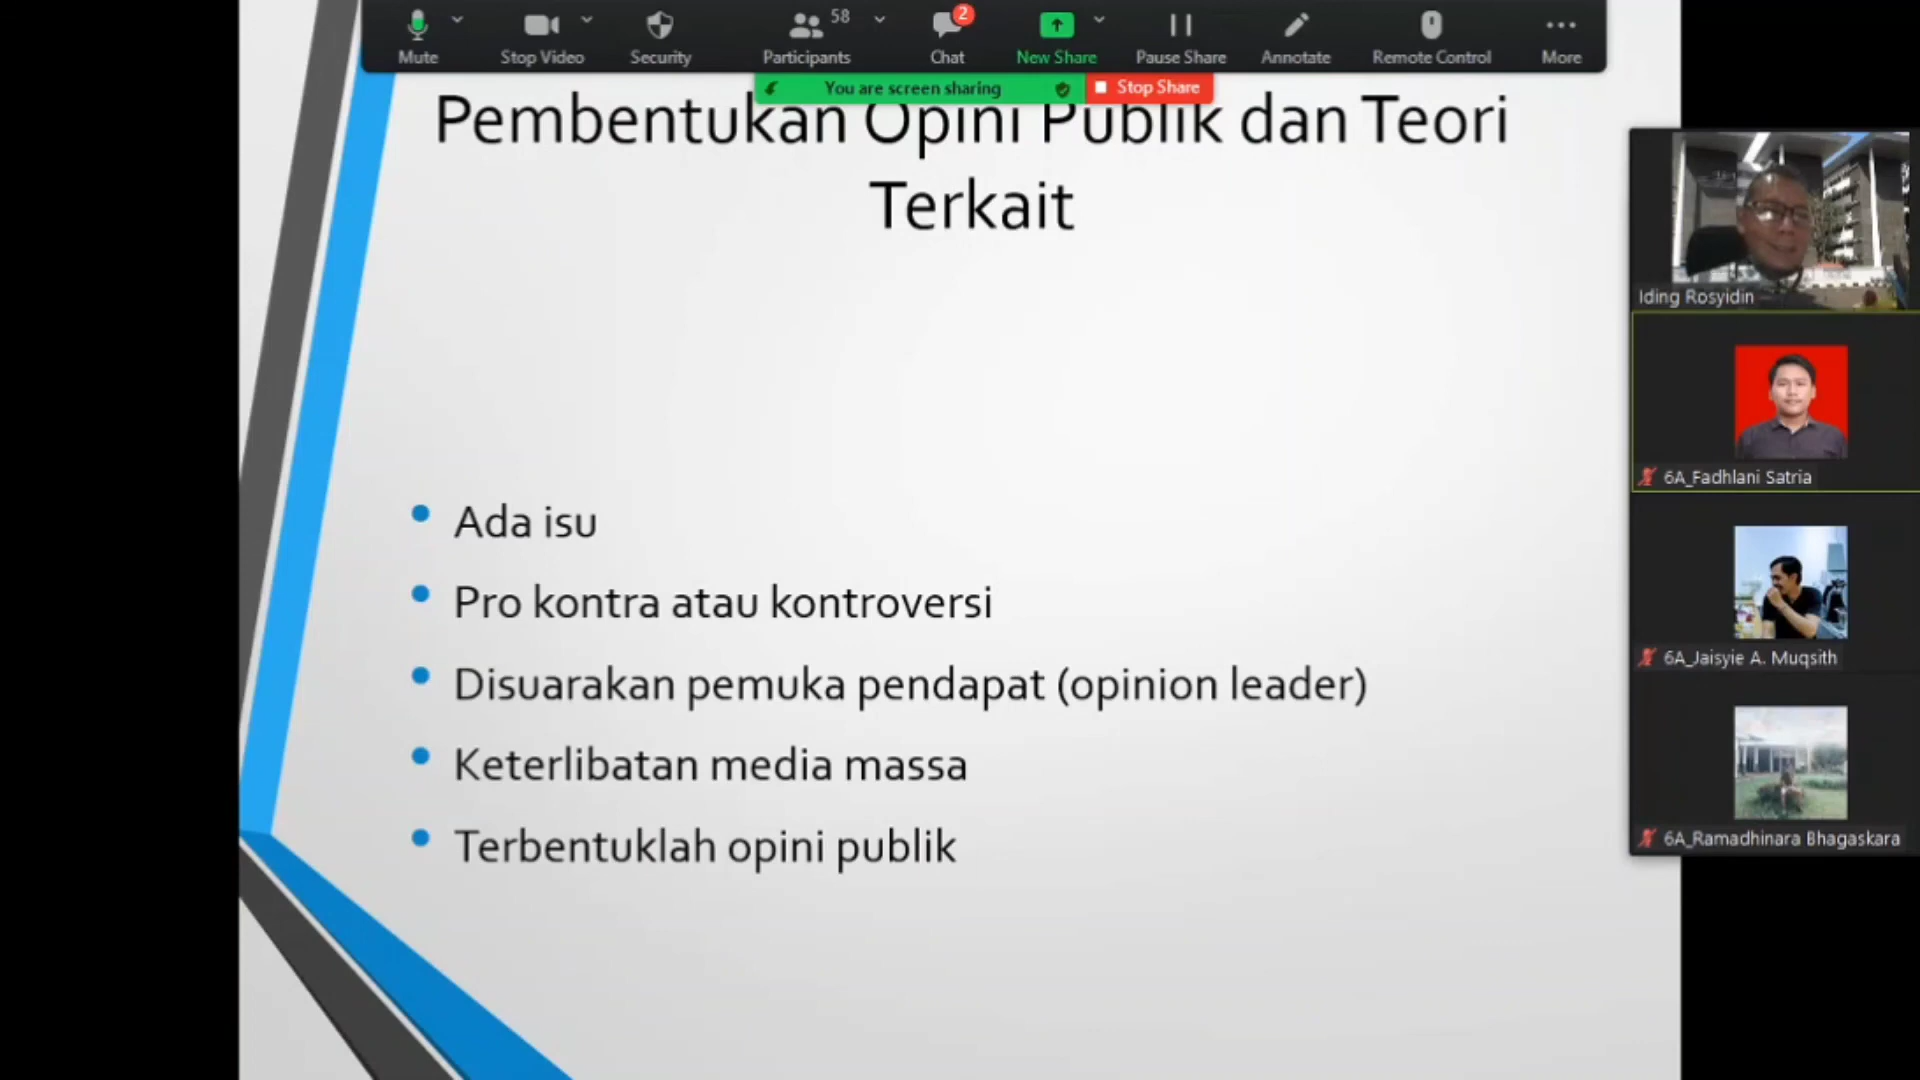 Mute
Stop Video
Security
Participants
58
Chat
2
New Share
Pause Share
Annotate
Remote Control
More
You are screen sharing
Stop Share
Pembentukan Opini Publik dan Teori
Terkait
Ada isu
Pro kontra atau kontroversi
Disuarakan pemuka pendapat (opinion leader)
Keterlibatan media massa
Terbentuklah opini publik
Iding Rosyidin
6A_Fadhlani Satria
6A_Jaisyie A. Muqsith
6A_Ramadhinara Bhagaskara